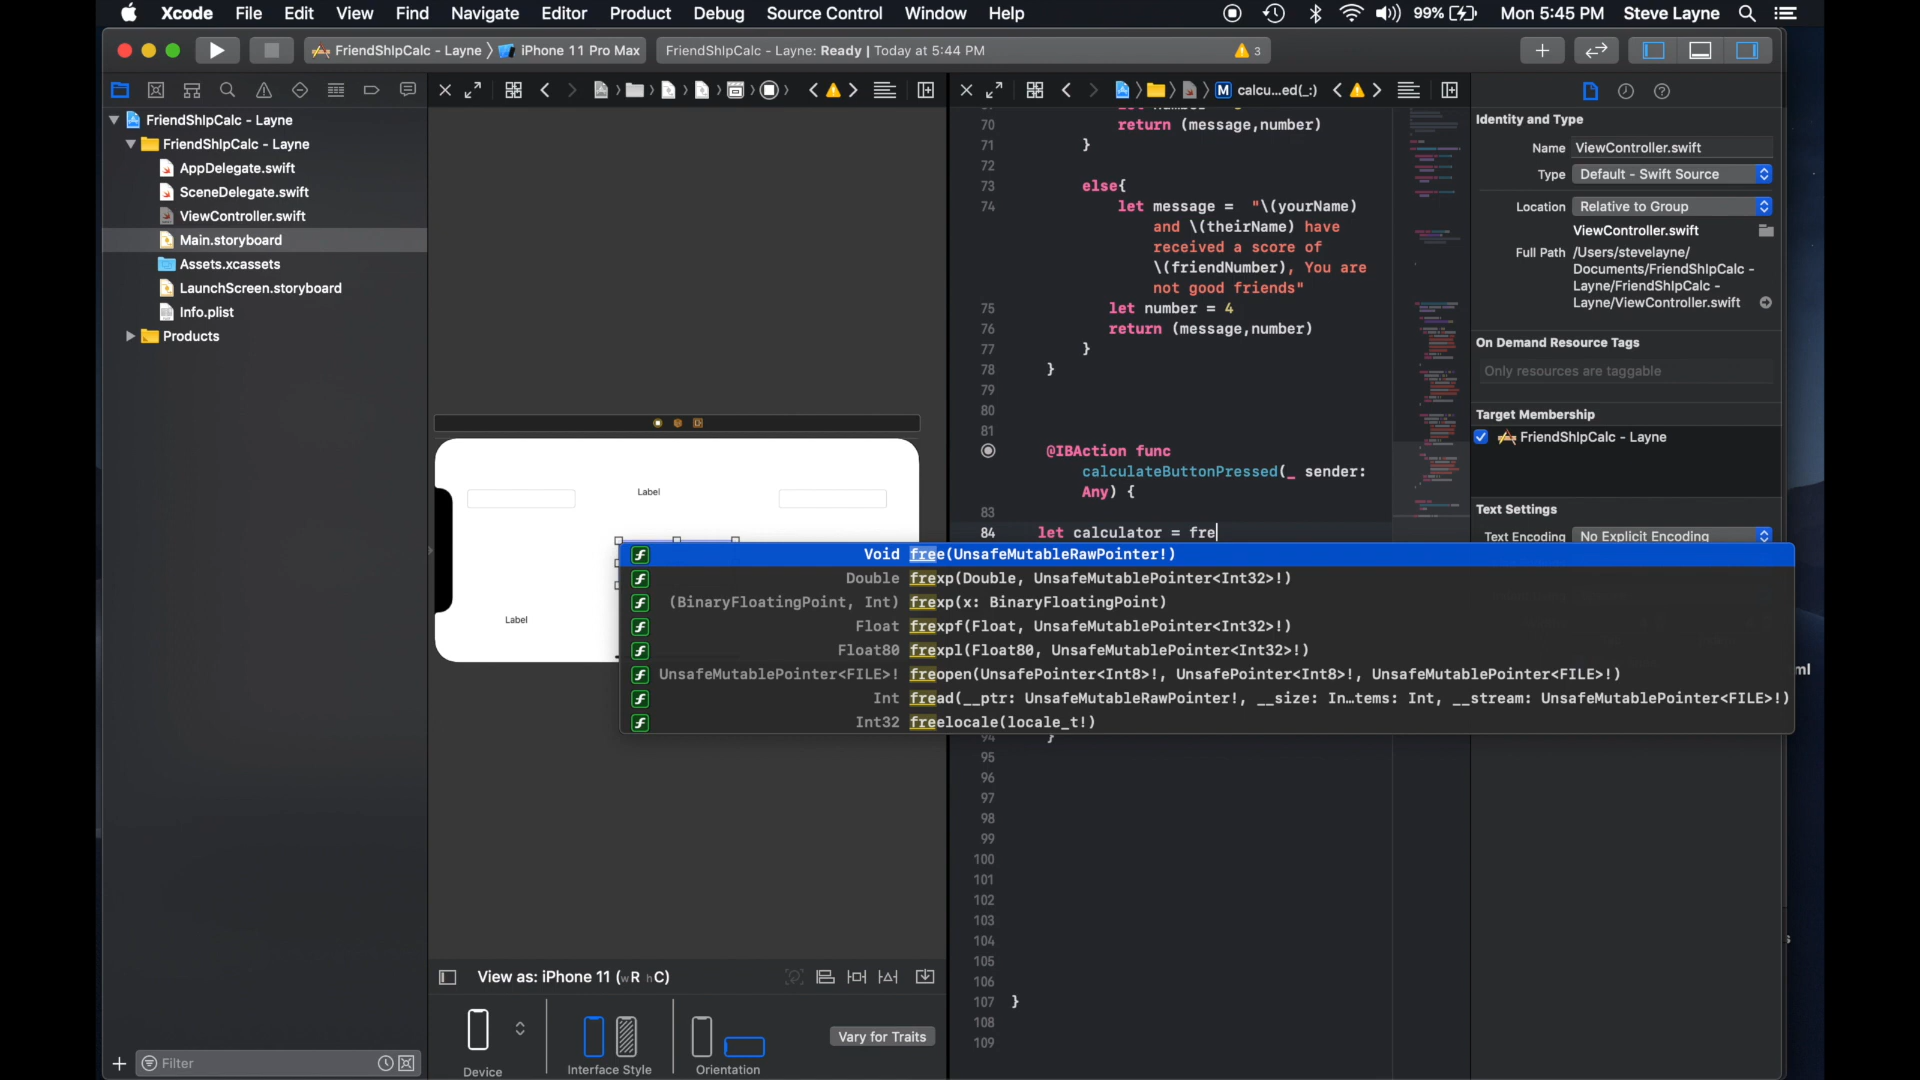 Xcode File Edit View Find Navigate Editor Product Debug Source Control Window Help 99% Mon 5:45 PM Steve Layne
FriendShIpCalc - Layne iPhone 11 Pro Max FriendShIpCalc - Layne: Ready | Today at 5:44 PM 3
calcu...ed(_:)
FriendShIpCalc - Layne
FriendShIpCalc - Layne
AppDelegate.swift
SceneDelegate.swift
ViewController.swift
Main.storyboard
Assets.xcassets
LaunchScreen.storyboard
Info.plist
Products
Filter
Label
Label
View as: iPhone 11 (wR hC)
Device
Interface Style
Orientation
Vary for Traits
70 return (message,number)
71 }
72
73 else{
74 let message = "\(yourName)
and \(theirName) have
received a score of
\(friendNumber), You are
not good friends"
75 let number = 4
76 return (message,number)
77 }
78 }
79
80
81
@IBAction func
calculateButtonPressed(_ sender:
Any) {
83
84 let calculator = fre
Void free(UnsafeMutableRawPointer!)
Double frexp(Double, UnsafeMutablePointer<Int32>!)
(BinaryFloatingPoint, Int) frexp(x: BinaryFloatingPoint)
Float frexpf(Float, UnsafeMutablePointer<Int32>!)
Float80 frexpl(Float80, UnsafeMutablePointer<Int32>!)
UnsafeMutablePointer<FILE>! freopen(UnsafePointer<Int8>!, UnsafePointer<Int8>!, UnsafeMutablePointer<FILE>!)
Int fread(__ptr: UnsafeMutableRawPointer!, __size: In…tems: Int, __stream: UnsafeMutablePointer<FILE>!)
Int32 freelocale(locale_t!)
94 }
95
96
97
98
99
100
101
102
103
104
105
106
107 }
108
109
Identity and Type
Name ViewController.swift
Type Default - Swift Source
Location Relative to Group
ViewController.swift
Full Path /Users/stevelayne/
Documents/FriendShIpCalc -
Layne/FriendShIpCalc -
Layne/ViewController.swift
On Demand Resource Tags
Only resources are taggable
Target Membership
FriendShIpCalc - Layne
Text Settings
Text Encoding No Explicit Encoding
ml